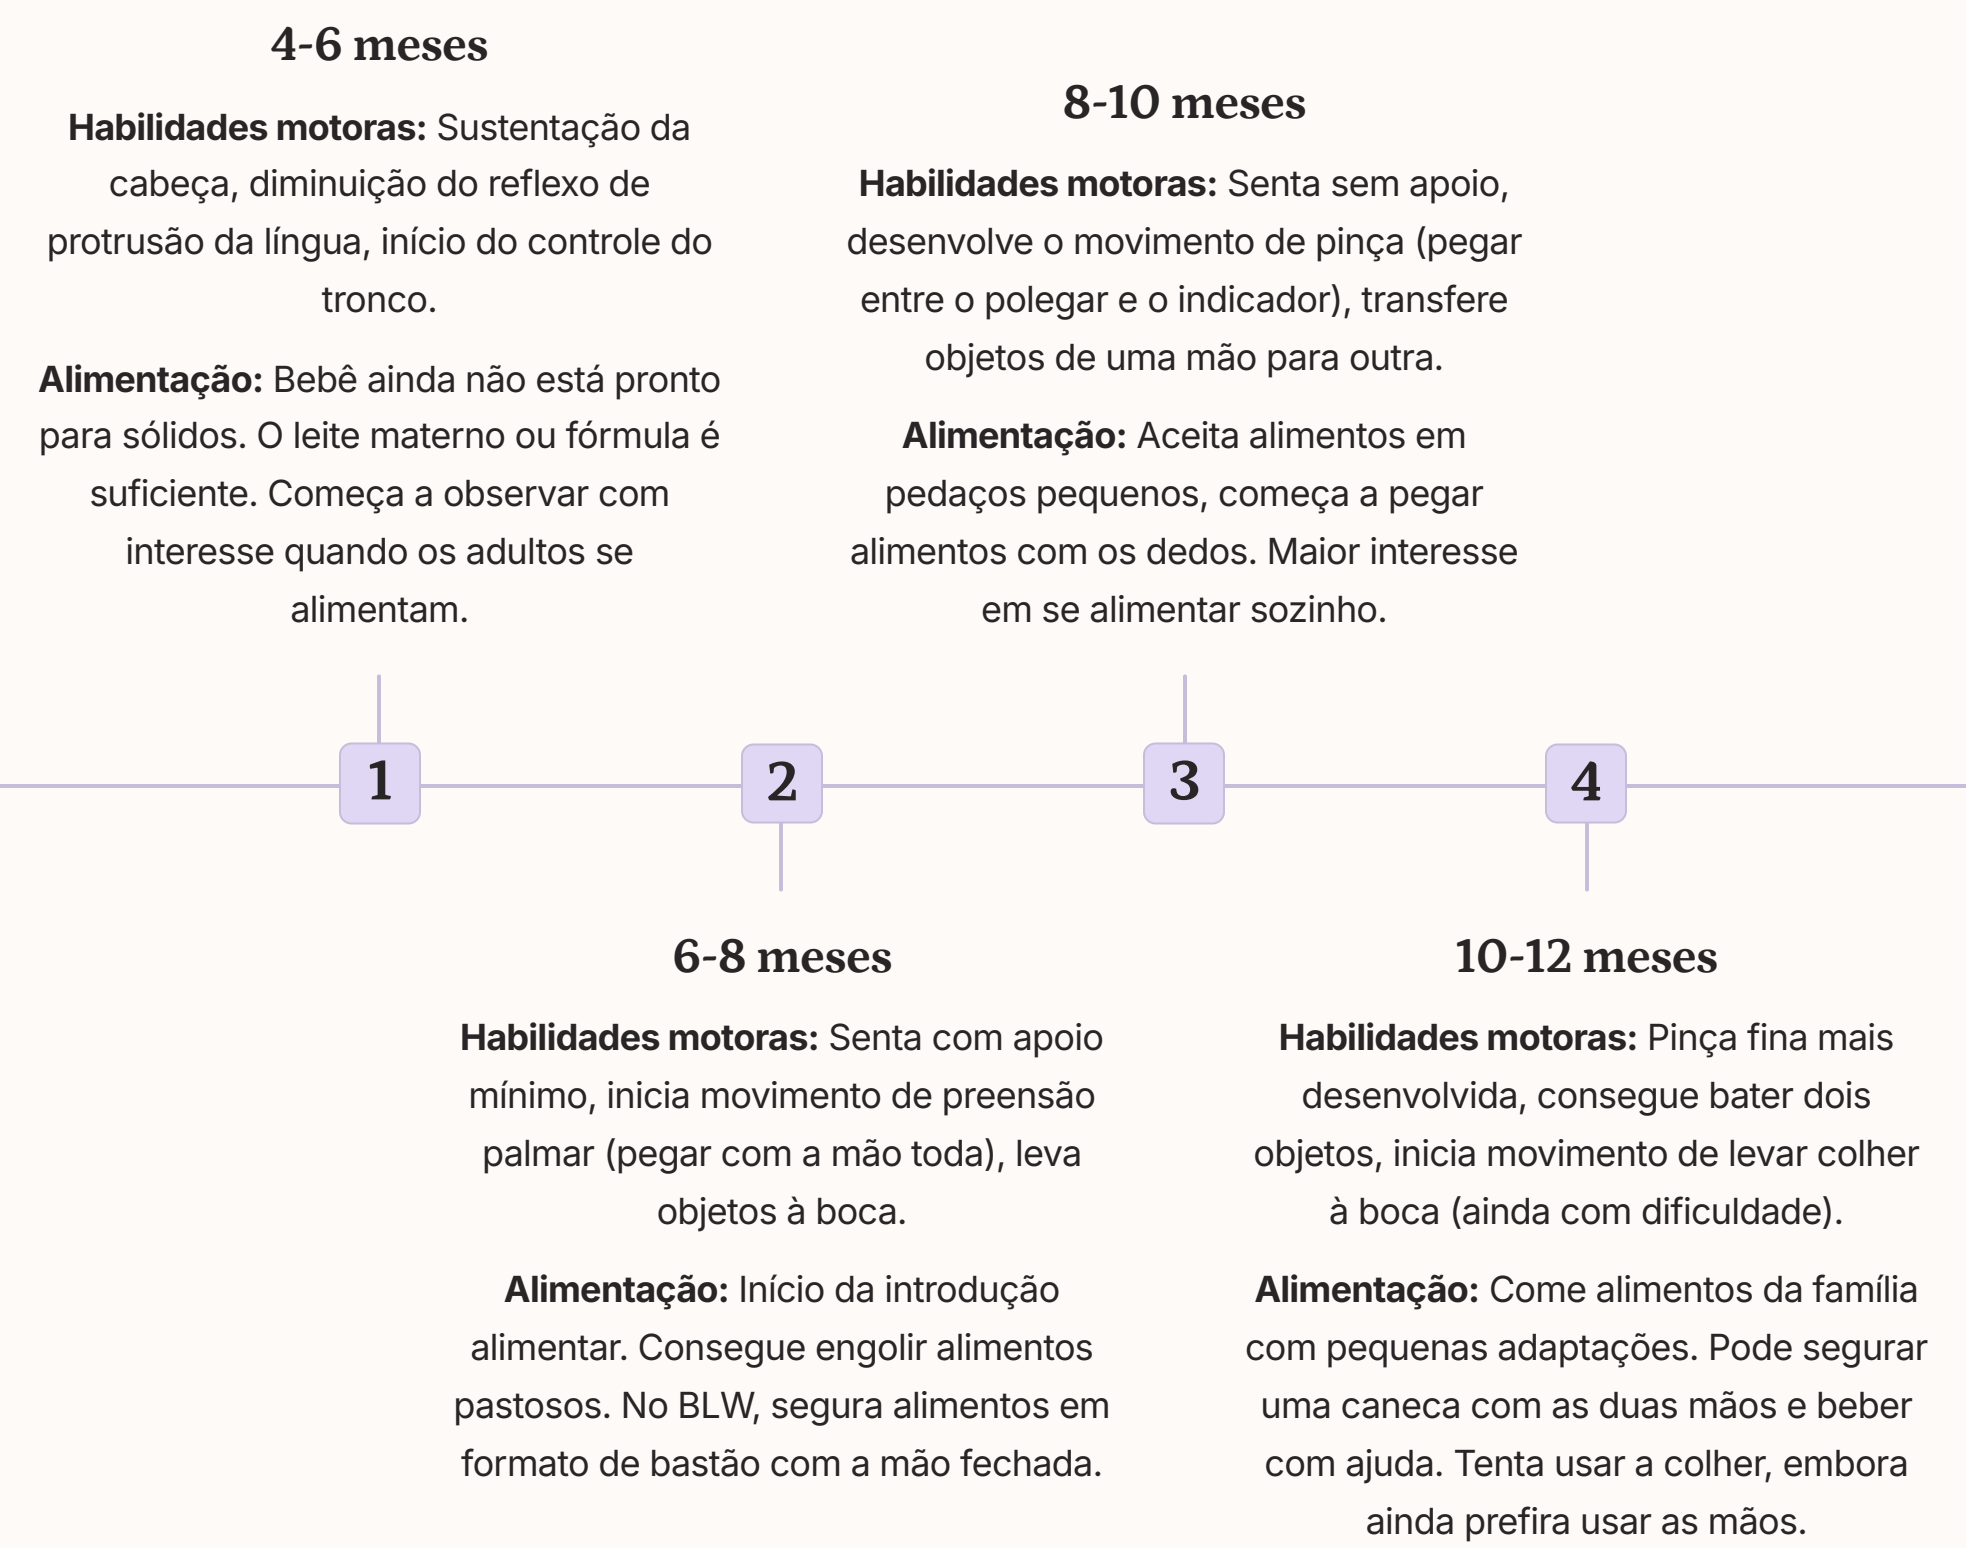 4-6 meses
Habilidades motoras: Sustentação da
cabeça, diminuição do reflexo de
protrusão da língua, início do controle do
tronco.
Alimentação: Bebê ainda não está pronto
para sólidos. O leite materno ou fórmula é
suficiente. Começa a observar com
interesse quando os adultos se
alimentam.
1
2
6-8 meses
Habilidades motoras: Senta com apoio
mínimo, inicia movimento de preensão
palmar (pegar com a mão toda), leva
objetos à boca.
Alimentação: Início da introdução
alimentar. Consegue engolir alimentos
pastosos. No BLW, segura alimentos em
formato de bastão com a mão fechada.
8-10 meses
Habilidades motoras: Senta sem apoio,
desenvolve o movimento de pinça (pegar
entre o polegar e o indicador), transfere
objetos de uma mão para outra.
Alimentação: Aceita alimentos em
pedaços pequenos, começa a pegar
alimentos com os dedos. Maior interesse
em se alimentar sozinho.
3
4
10-12 meses
Habilidades motoras: Pinça fina mais
desenvolvida, consegue bater dois
objetos, inicia movimento de levar colher
à boca (ainda com dificuldade).
Alimentação: Come alimentos da família
com pequenas adaptações. Pode segurar
uma caneca com as duas mãos e beber
com ajuda. Tenta usar a colher, embora
ainda prefira usar as mãos.